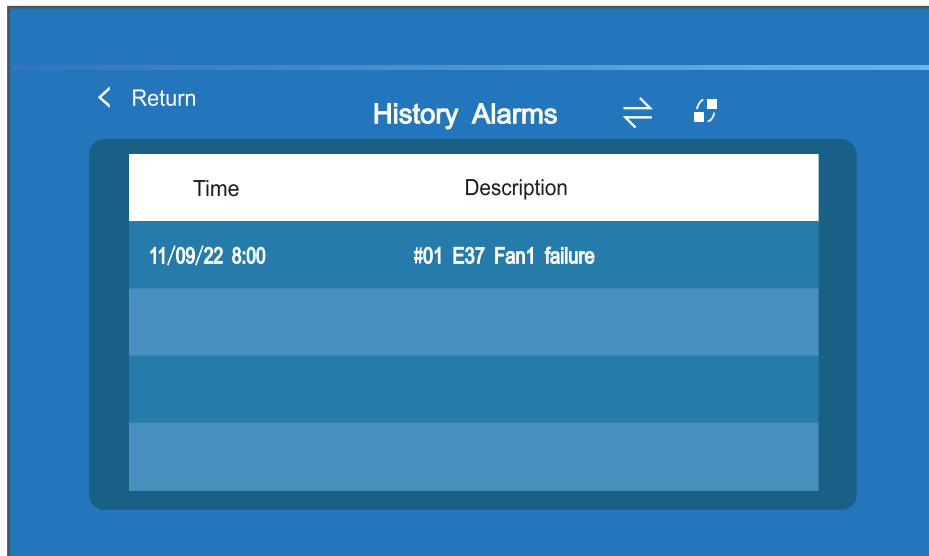 Return
History Alarms
Time Description
11/09/22 8:00 #01 E37 Fan1 failure